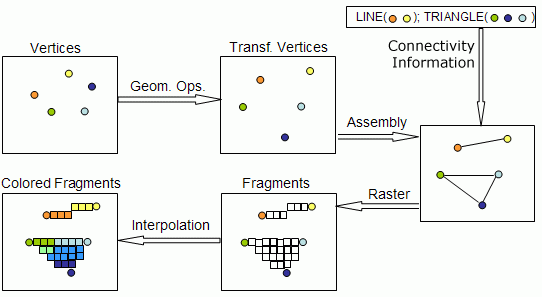 LINE( ); TRIANGLE( )
Vertices
Transf. Vertices
Connectivity
Information
Geom. Ops.
Assembly
Colored Fragments
Fragments
Raster
Interpolation